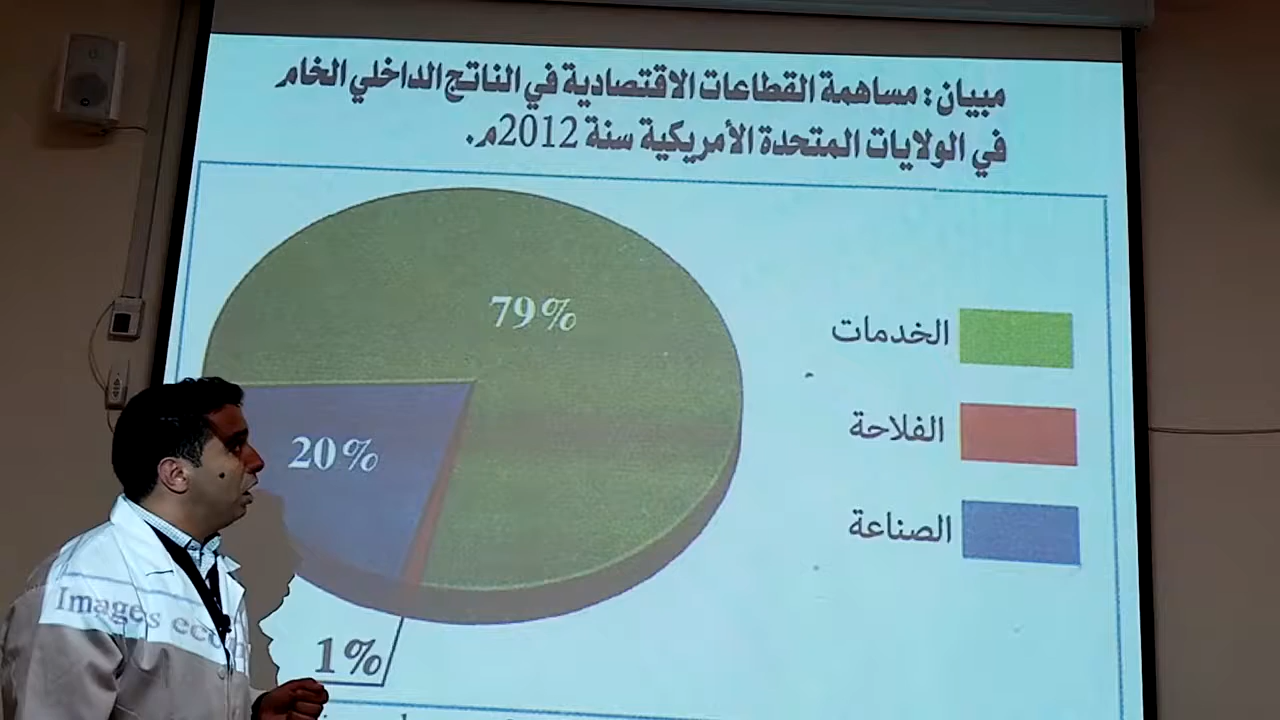 مبيان : مساهمة القطاعات الاقتصادية في الناتج الداخلي الخام
في الولايات المتحدة الأمريكية سنة 2012م.
79%
الخدمات
الفلاحة
20%
الصناعة
1%
Images